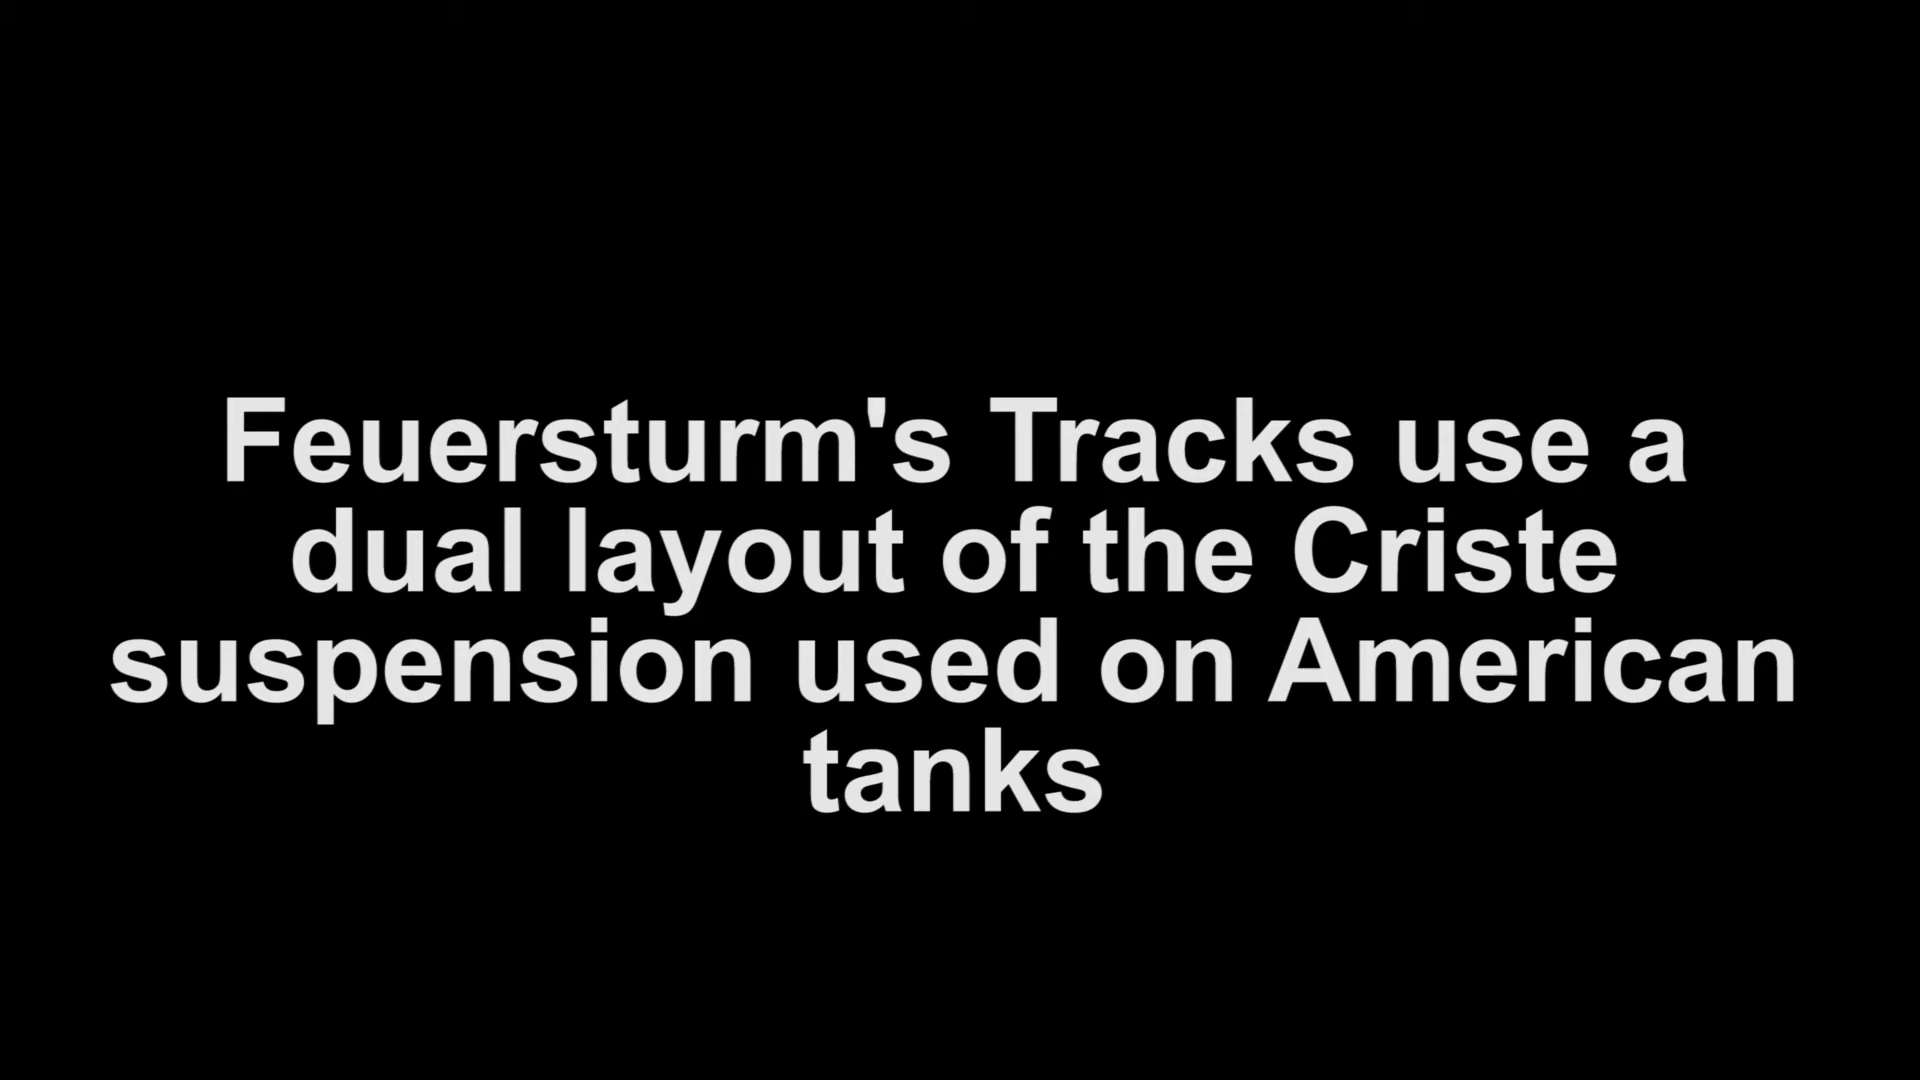 Feuersturm's Tracks use a
dual layout of the Criste
suspension used on American
tanks